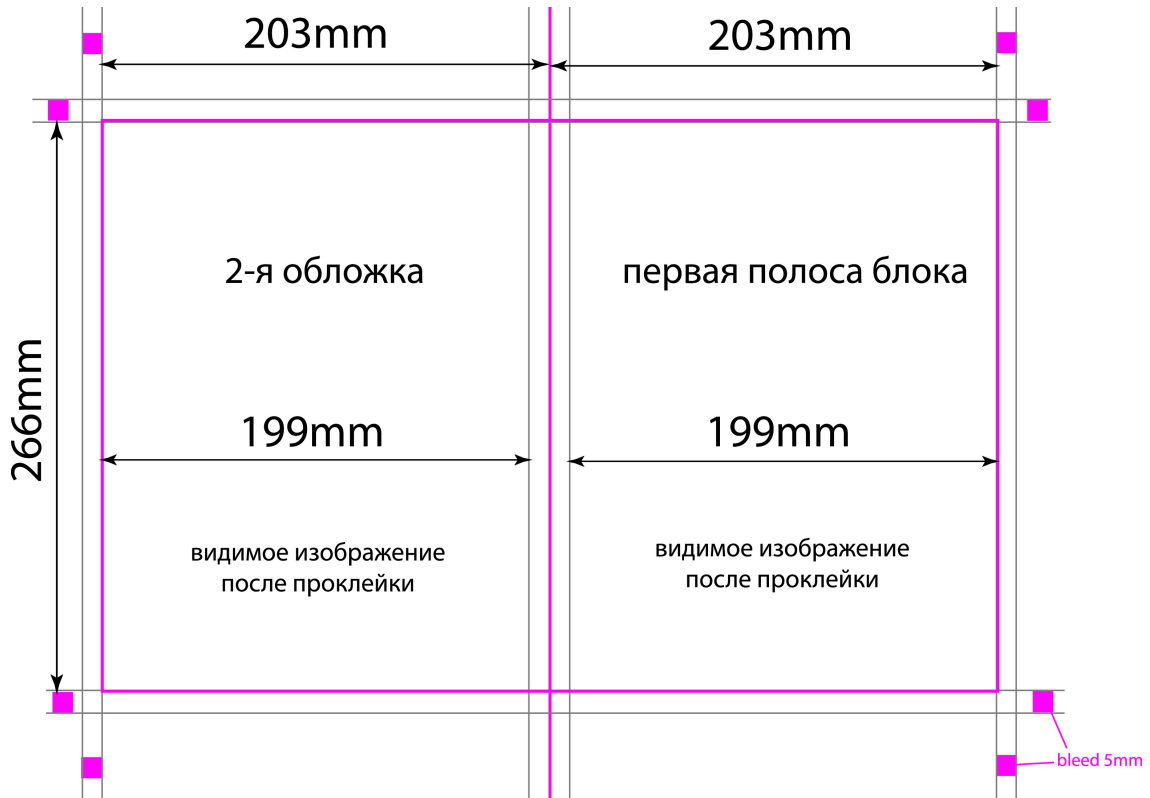 203mm
203mm
2-я обложка
первая полоса блока
266mm
199mm
199mm
видимое изображение
после проклейки
видимое изображение
после проклейки
bleed 5mm